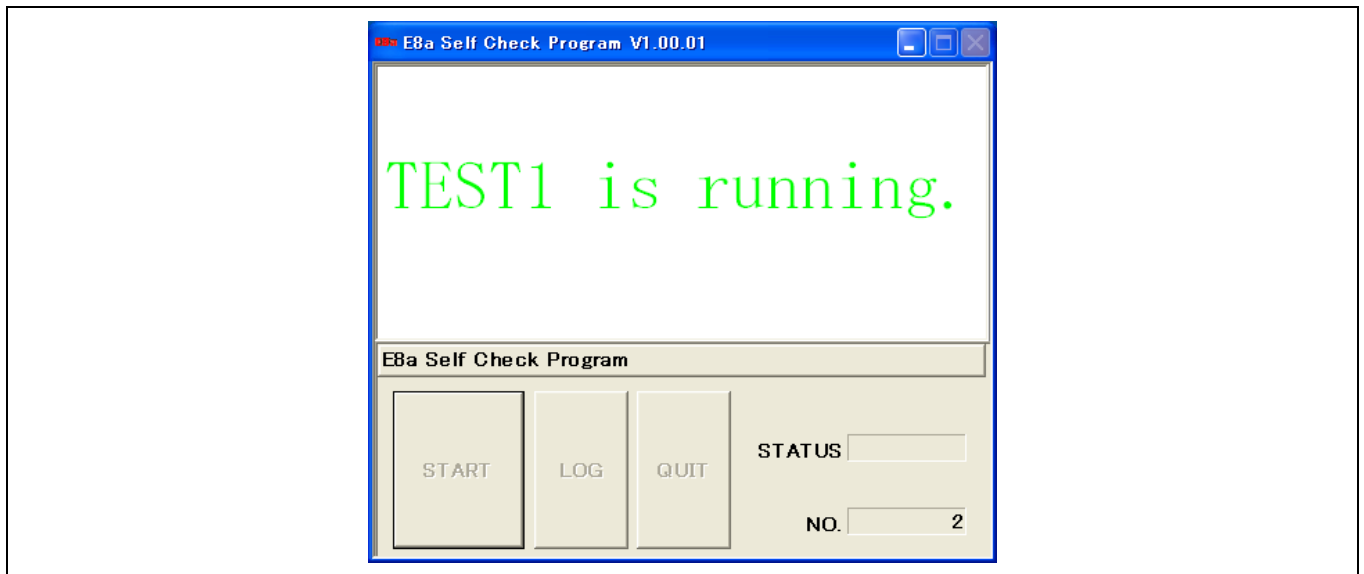 E8a Self Check Program V1.00.01
TEST1 is running.
E8a Self Check Program
START LOG QUIT
STATUS
NO. 2